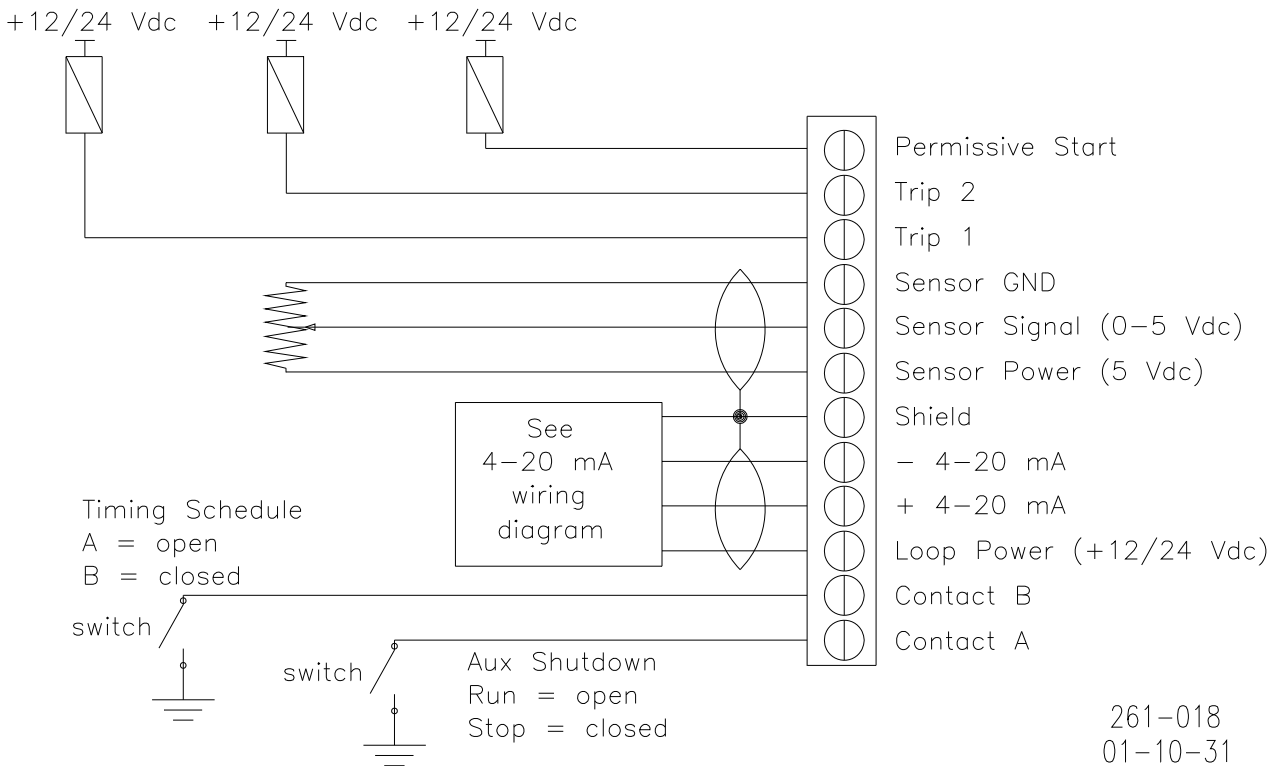 +12/24 Vdc
+12/24 Vdc
+12/24 Vdc
Permissive Start
Trip 2
Trip 1
Sensor GND
Sensor Signal (0-5 Vdc)
Sensor Power (5 Vdc)
Shield
- 4-20 mA
+ 4-20 mA
Loop Power (+12/24 Vdc)
Contact B
Contact A
See
4-20 mA
wiring
diagram
Timing Schedule
A = open
B = closed
switch
switch
Aux Shutdown
Run = open
Stop = closed
261-018
01-10-31